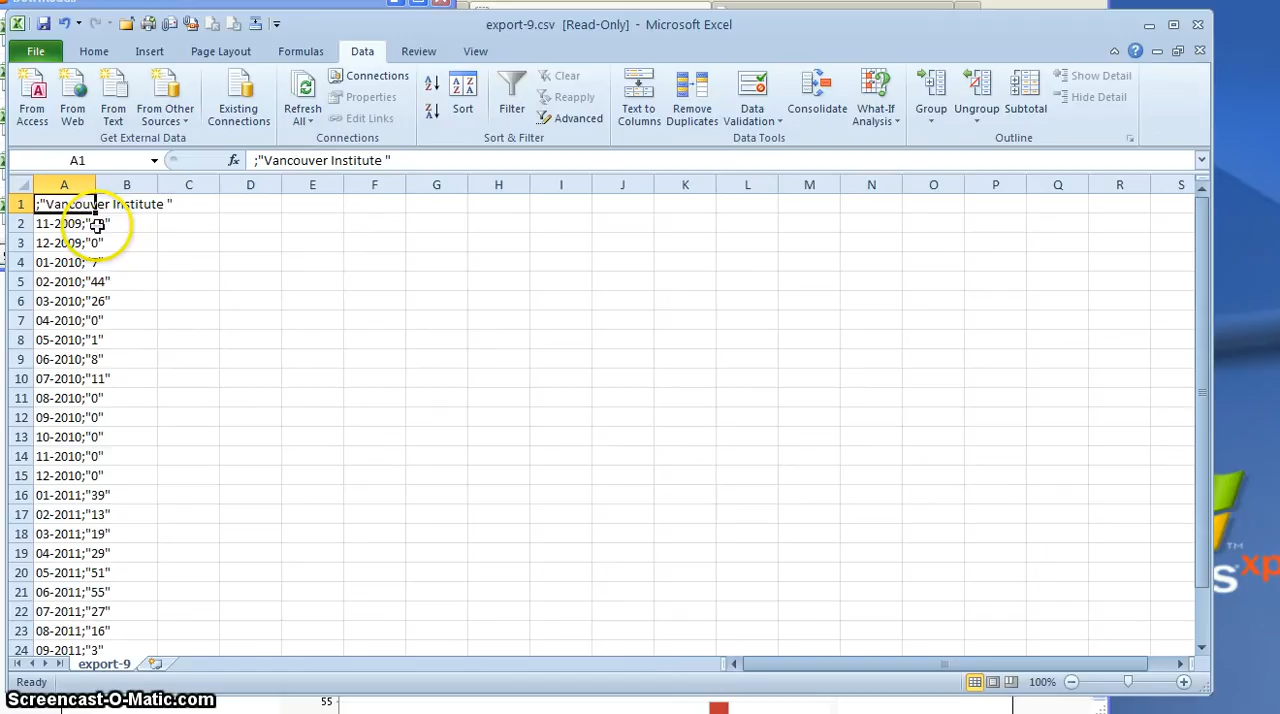 export-9.csv [Read-Only] - Microsoft Excel
File Home Insert Page Layout Formulas Data Review View
From Access
From Web
From Text
From Other Sources
Existing Connections
Get External Data
Refresh All
Connections
Properties
Edit Links
Connections
Sort
Filter
Clear
Reapply
Advanced
Sort & Filter
Text to Columns
Remove Duplicates
Data Validation
Consolidate
What-If Analysis
Data Tools
Group
Ungroup
Subtotal
Show Detail
Hide Detail
Outline
A1 fx ;"Vancouver Institute "
A B C D E F G H I J K L M N O P Q R S
1 ;"Vancouver Institute "
2 11-2009;
3 12-2009;"0"
4 01-2010;"7"
5 02-2010;"44"
6 03-2010;"26"
7 04-2010;"0"
8 05-2010;"1"
9 06-2010;"8"
10 07-2010;"11"
11 08-2010;"0"
12 09-2010;"0"
13 10-2010;"0"
14 11-2010;"0"
15 12-2010;"0"
16 01-2011;"39"
17 02-2011;"13"
18 03-2011;"19"
19 04-2011;"29"
20 05-2011;"51"
21 06-2011;"55"
22 07-2011;"27"
23 08-2011;"16"
24 09-2011;"3"
export-9
Ready 100%
Screencast-O-Matic.com
55
TM
s xp